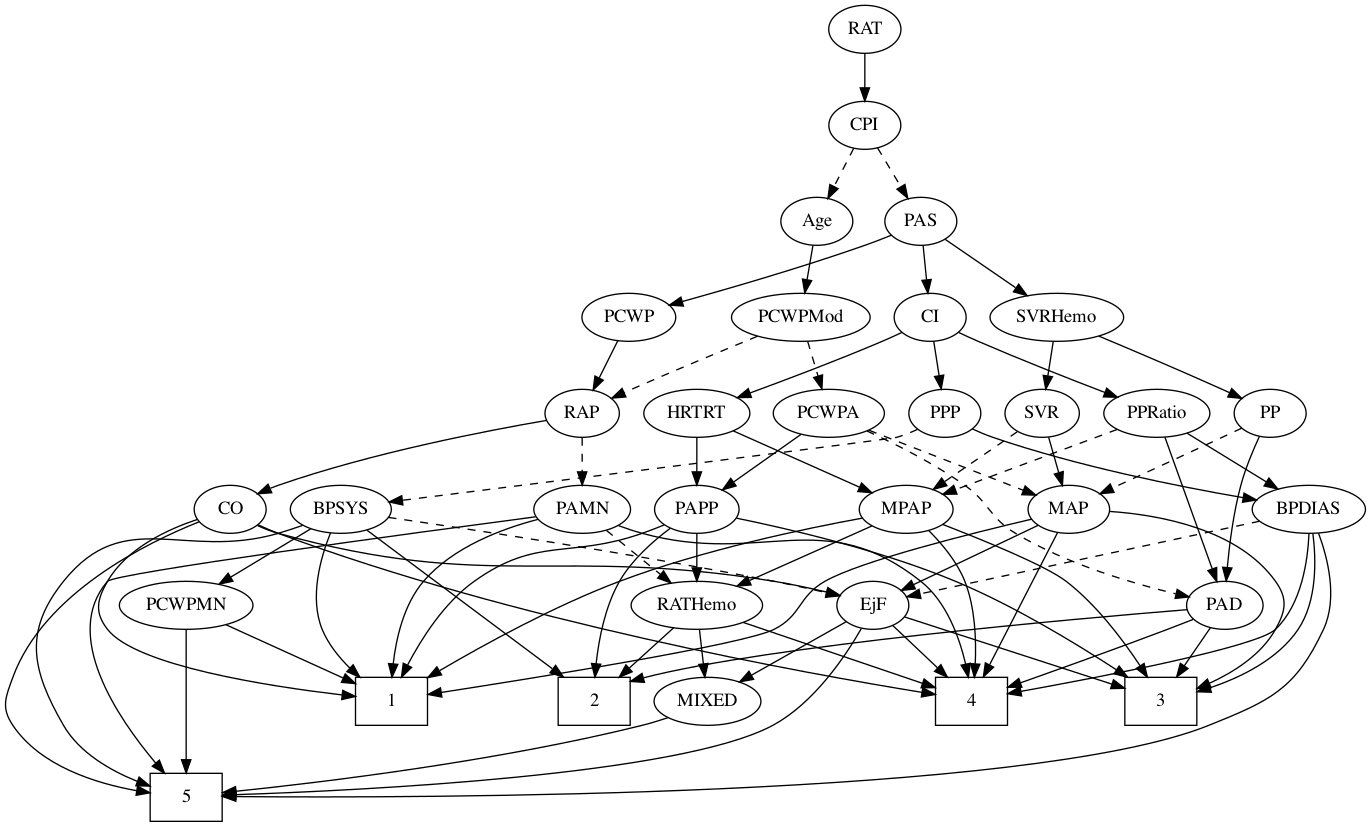 RAT
CPI
Age PAS
PCWP PCWPMod CI SVRHemo
RAP HRTRT PCWPA PPP SVR PPRatio PP
CO BPSYS PAMN PAPP MPAP MAP BPDIAS
PCWPMN RATHemo EjF PAD
1 2 MIXED 4 3
5